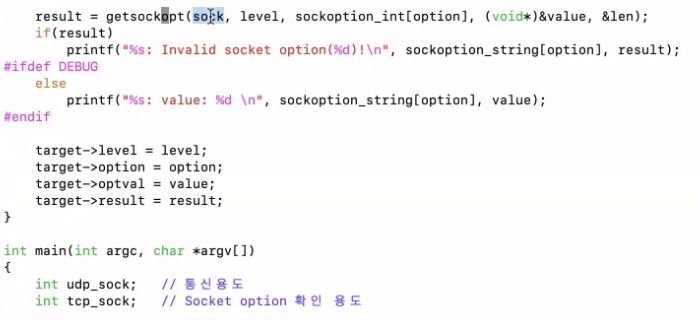 result = getsockopt(sock, level, sockoption_int[option], (void*)&value, &len);
if(result)
printf("%s: Invalid socket option(%d)!\n", sockoption_string[option], result);
#ifdef DEBUG
else
printf("%s: value: %d \n", sockoption_string[option], value);
#endif
target->level = level;
target->option = option;
target->optval = value;
target->result = result;
}
int main(int argc, char *argv[])
{
int udp_sock;   // 통신용도
int tcp_sock;   // Socket option 확인 용도